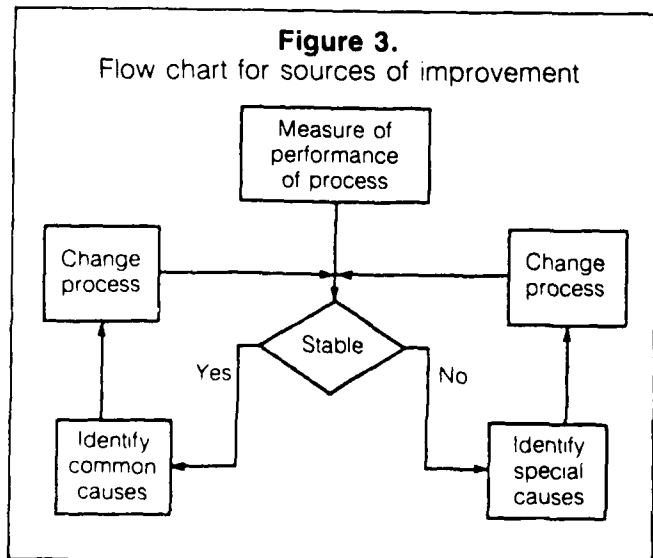 Figure 3.
Flow chart for sources of improvement
Measure of
performance
of process
Change
process
Change
process
Stable
Yes
No
Identify
common
causes
Identify
special
causes